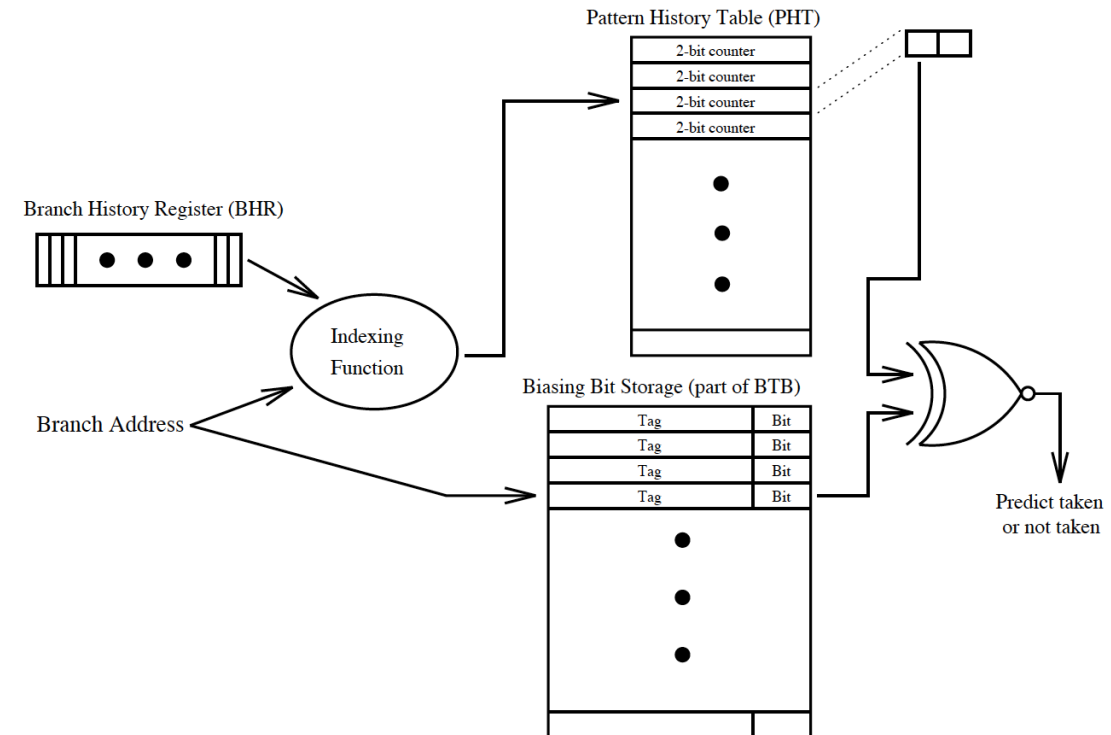 Pattern History Table (PHT)
2-bit counter
2-bit counter
2-bit counter
2-bit counter
Branch History Register (BHR)
Indexing
Function
Branch Address
Biasing Bit Storage (part of BTB)
Tag Bit
Tag Bit
Tag Bit
Tag Bit
Predict taken
or not taken